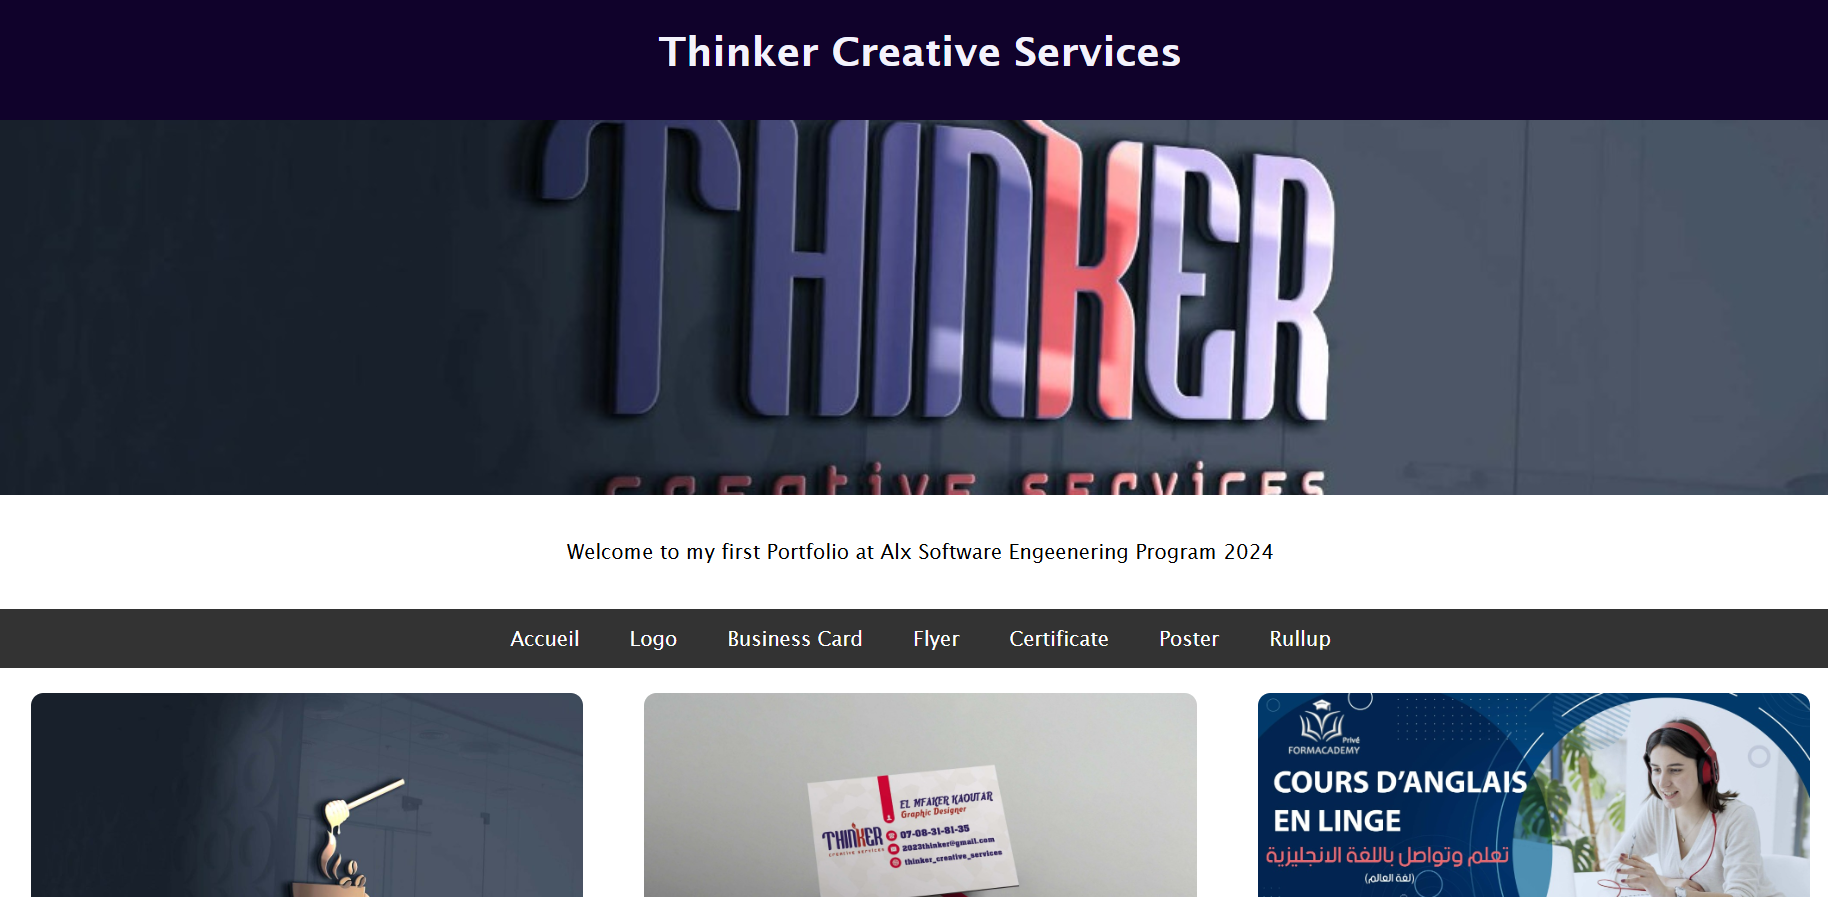 Thinker Creative Services
THINKER
creative services
Welcome to my first Portfolio at Alx Software Engeenering Program 2024
Accueil Logo Business Card Flyer Certificate Poster Rullup
EL MFAKER KAOUTAR
Graphic Designer
THINKER
creative services
07-08-31-81-35
2023thinker@gmail.com
thinker_creative_services
Privé
FORMACADEMY
COURS D'ANGLAIS
EN LINGE
تعلم وتواصل باللغة الانجليزية
(لغة العالم)